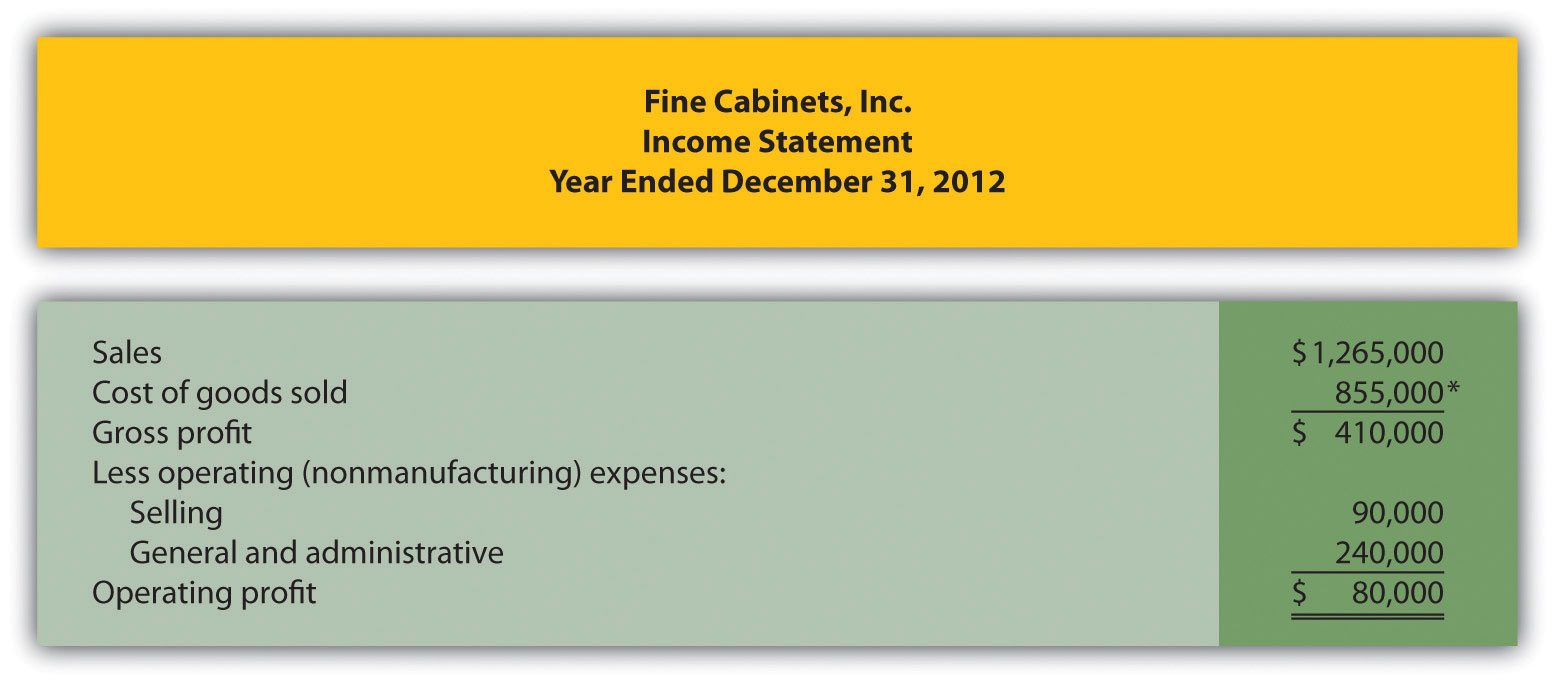 Fine Cabinets, Inc.
Income Statement
Year Ended December 31, 2012
Sales $1,265,000
Cost of goods sold 855,000*
Gross profit $ 410,000
Less operating (nonmanufacturing) expenses:
Selling 90,000
General and administrative 240,000
Operating profit $ 80,000